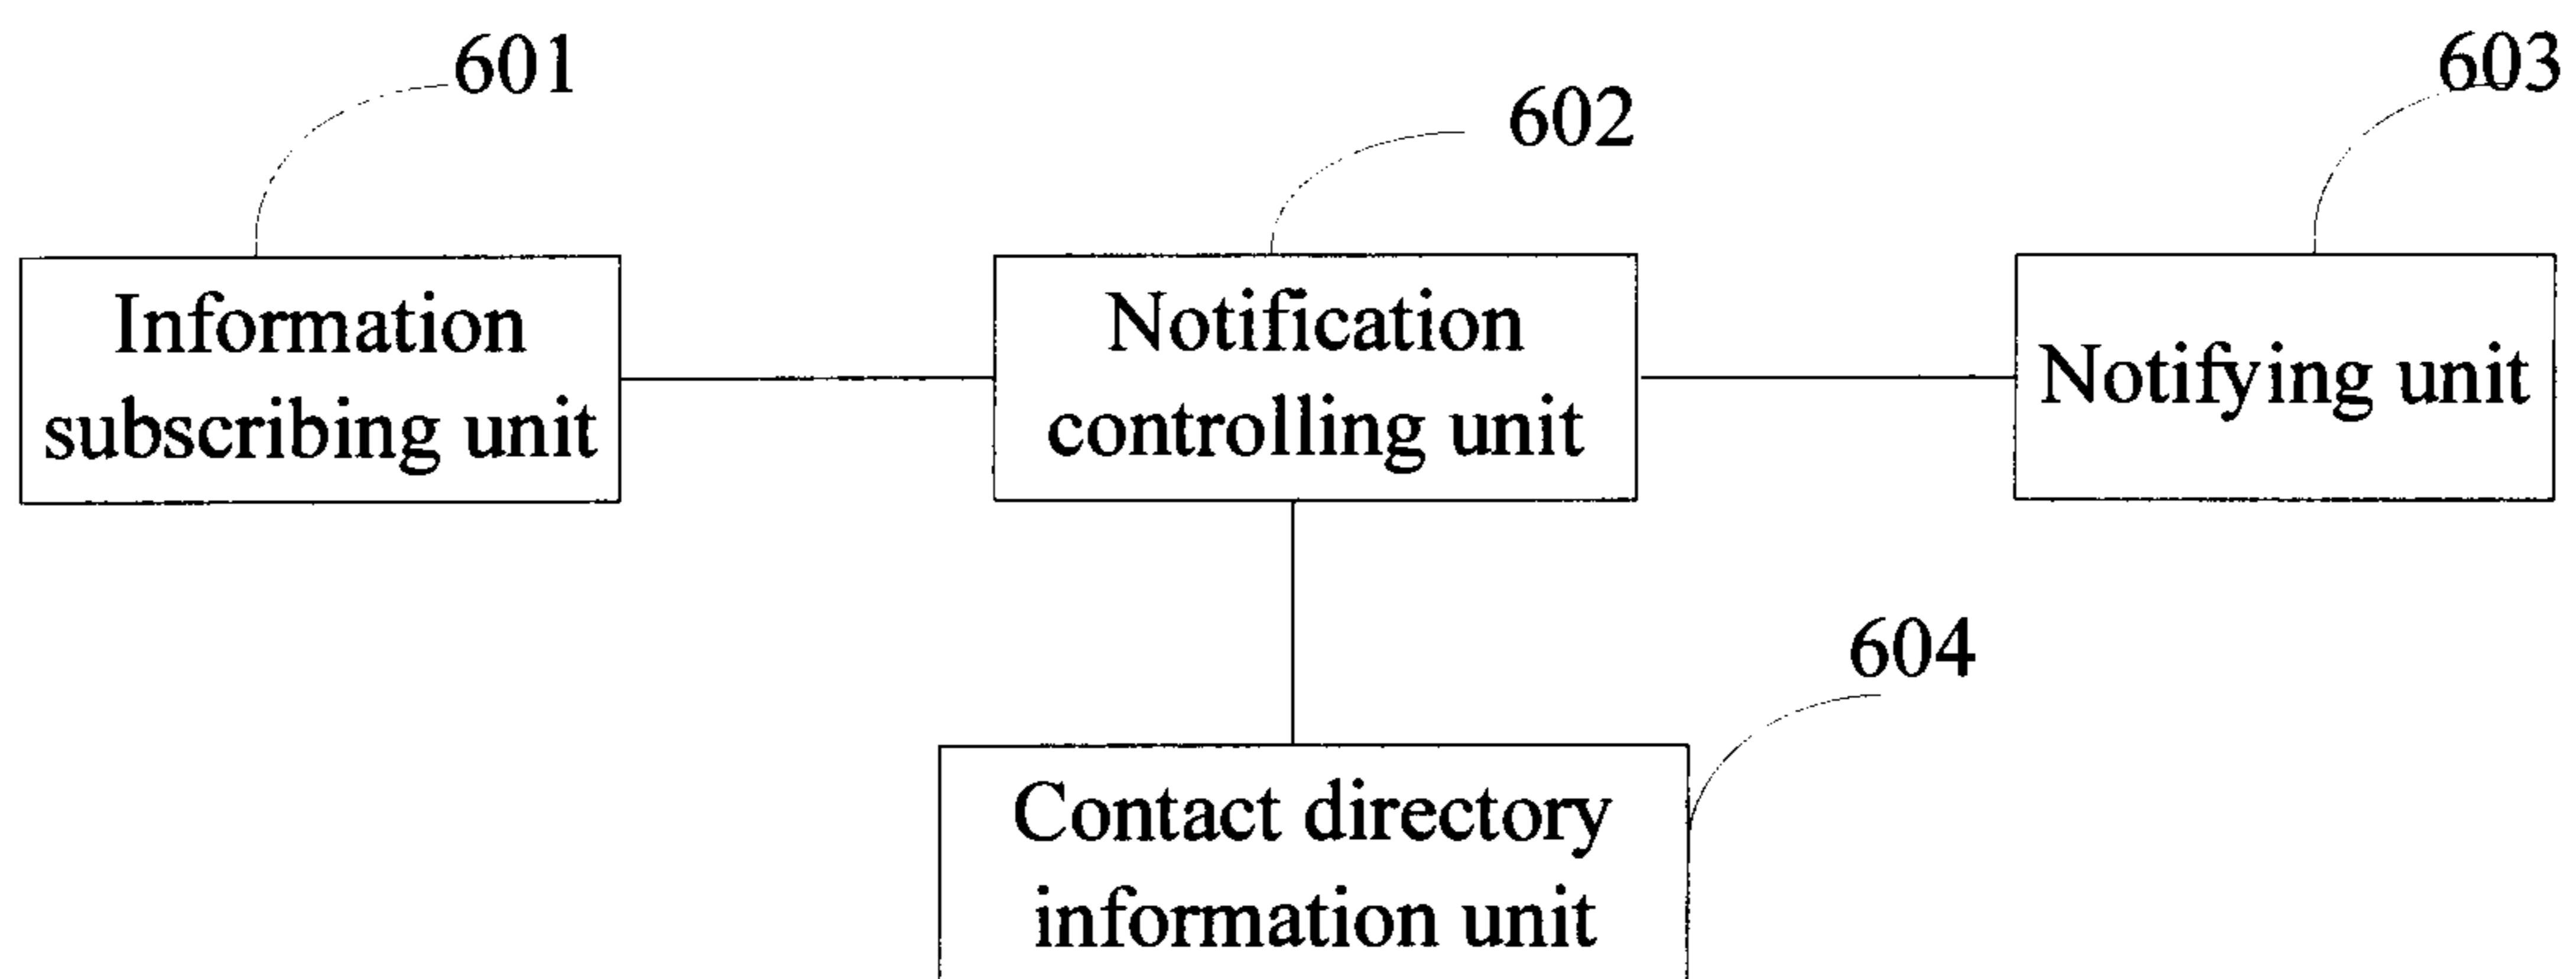 601
602
603
Information
subscribing unit
Notification
controlling unit
Notifying unit
604
Contact directory
information unit